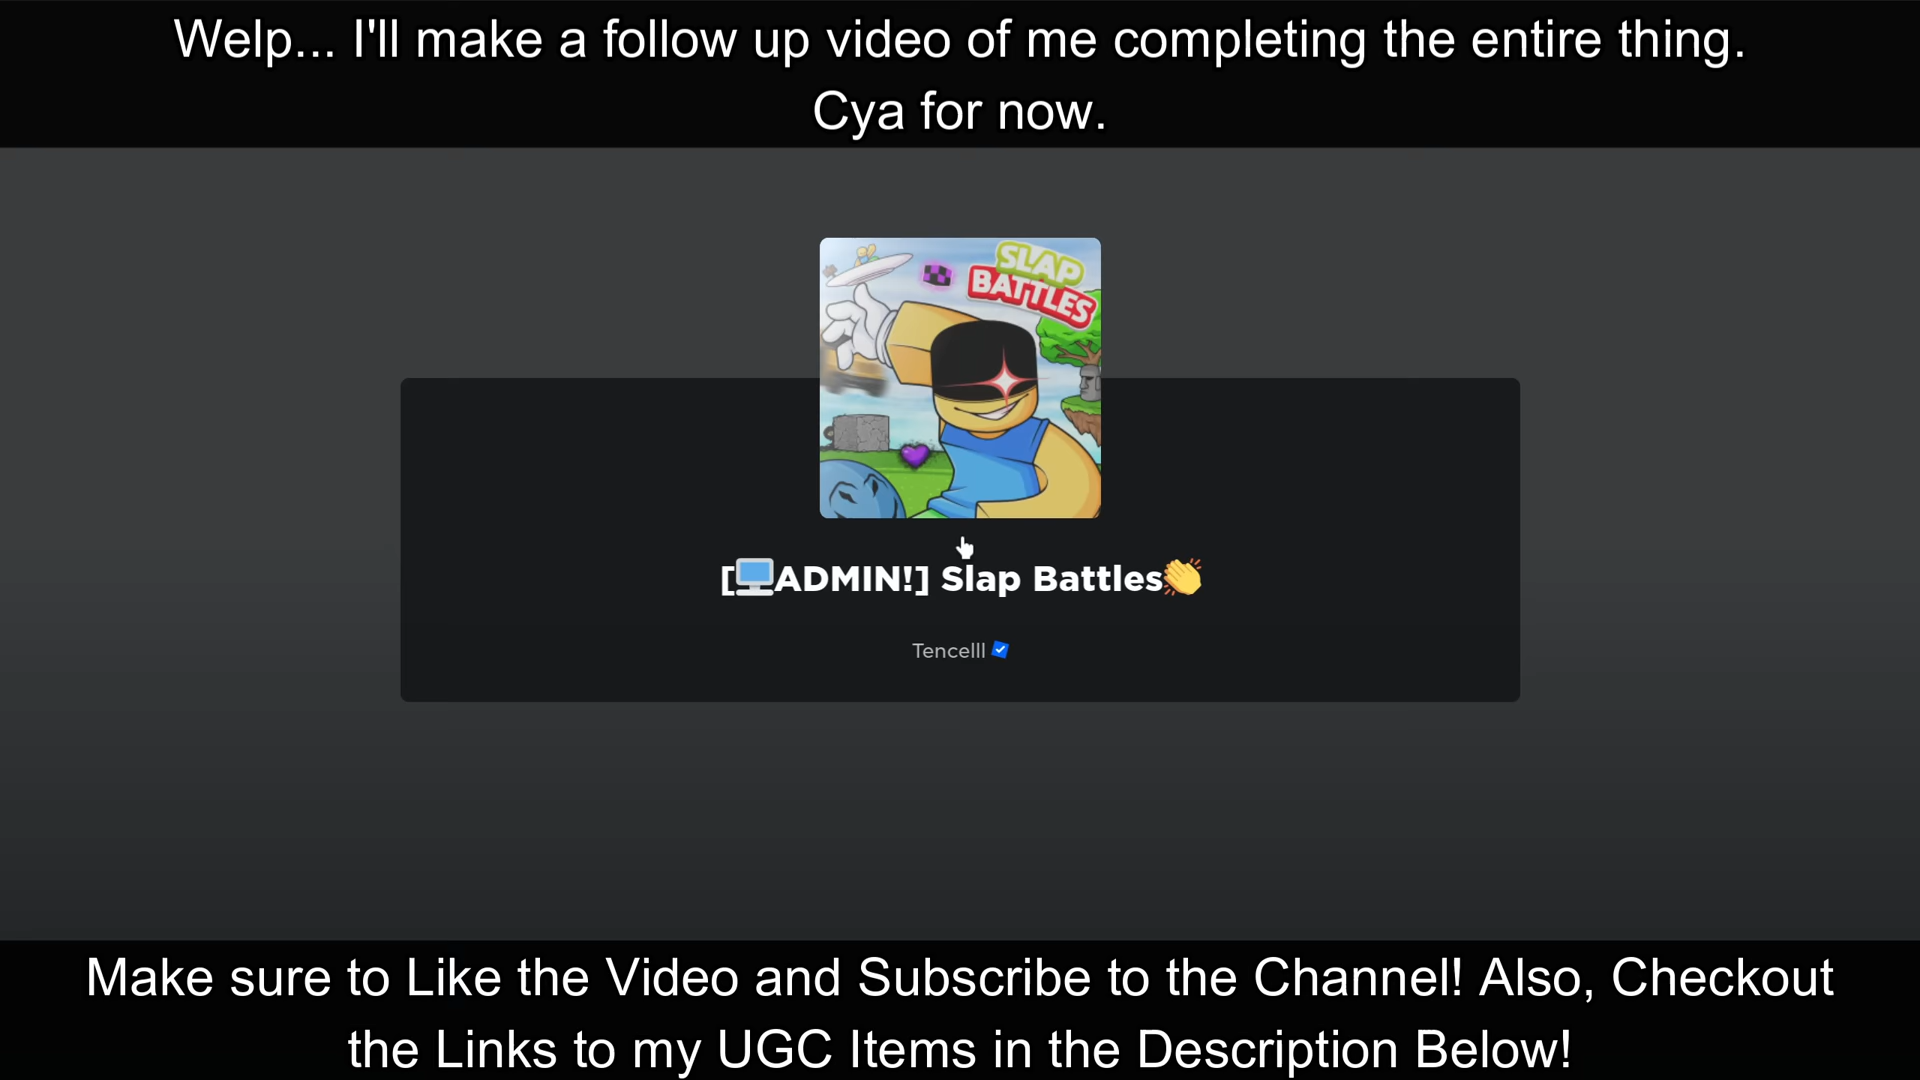 Welp... I'll make a follow up video of me completing the entire thing.
Cya for now.
SLAP
BATTLES
[🖥️ADMIN!] Slap Battles👏
Tencelll
Make sure to Like the Video and Subscribe to the Channel! Also, Checkout
the Links to my UGC Items in the Description Below!